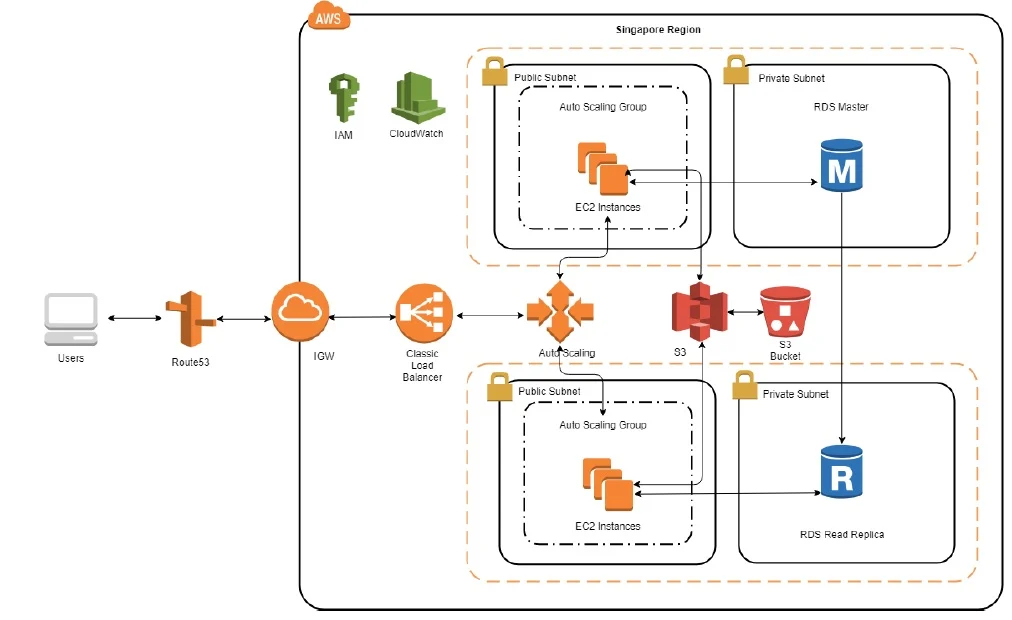 AWS
Singapore Region
IAM
CloudWatch
Public Subnet
Auto Scaling Group
EC2 Instances
Private Subnet
RDS Master
M
Users
Route53
IGW
Classic
Load
Balancer
Auto Scaling
S3
S3
Bucket
Public Subnet
Auto Scaling Group
EC2 Instances
Private Subnet
R
RDS Read Replica